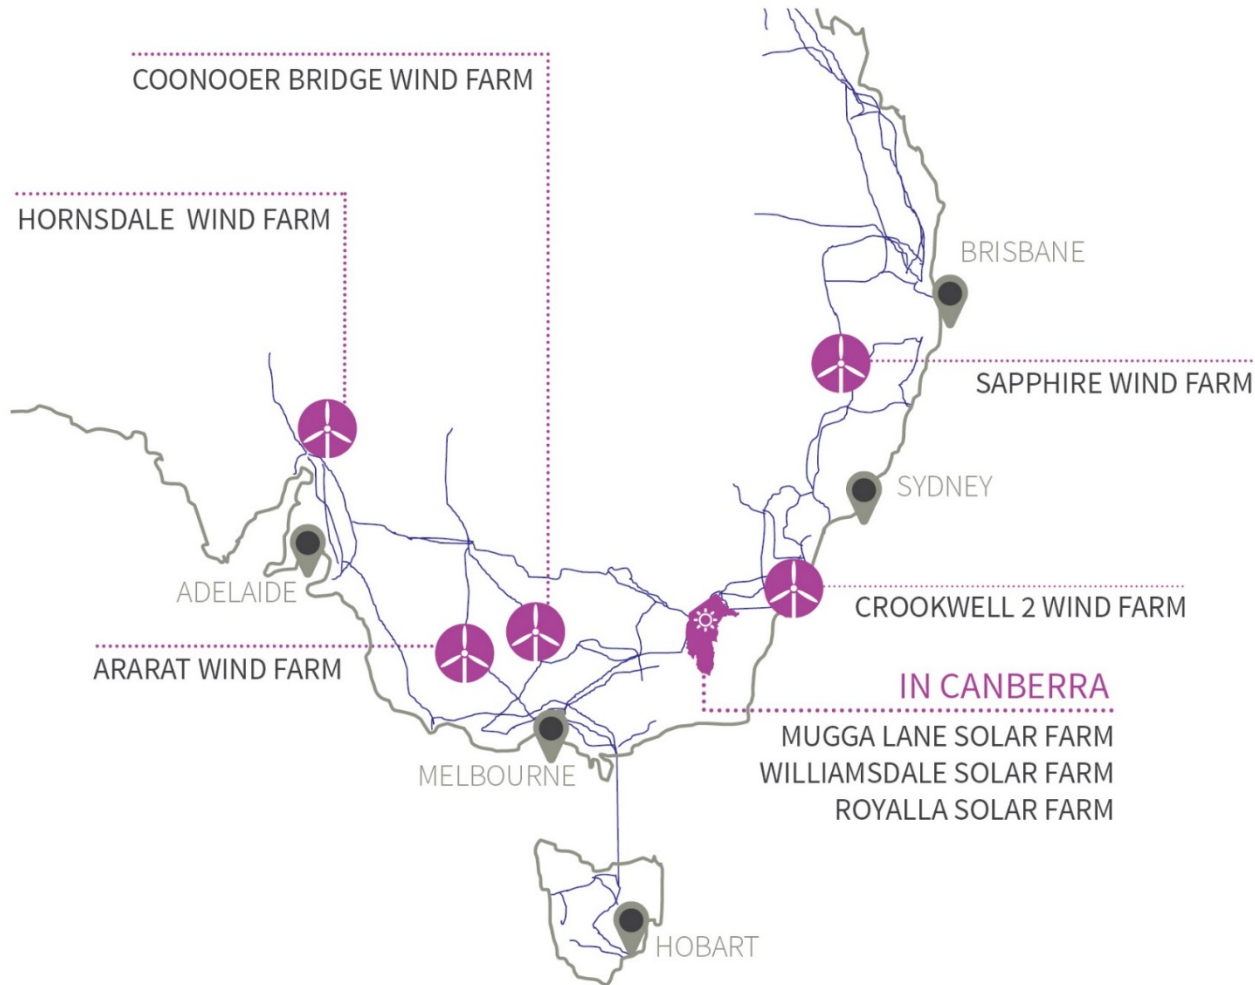 COONOOER BRIDGE WIND FARM
HORNSDALE WIND FARM
BRISBANE
SAPPHIRE WIND FARM
SYDNEY
ADELAIDE
CROOKWELL 2 WIND FARM
ARARAT WIND FARM
IN CANBERRA
MUGGA LANE SOLAR FARM
WILLIAMSDALE SOLAR FARM
ROYALLA SOLAR FARM
MELBOURNE
HOBART